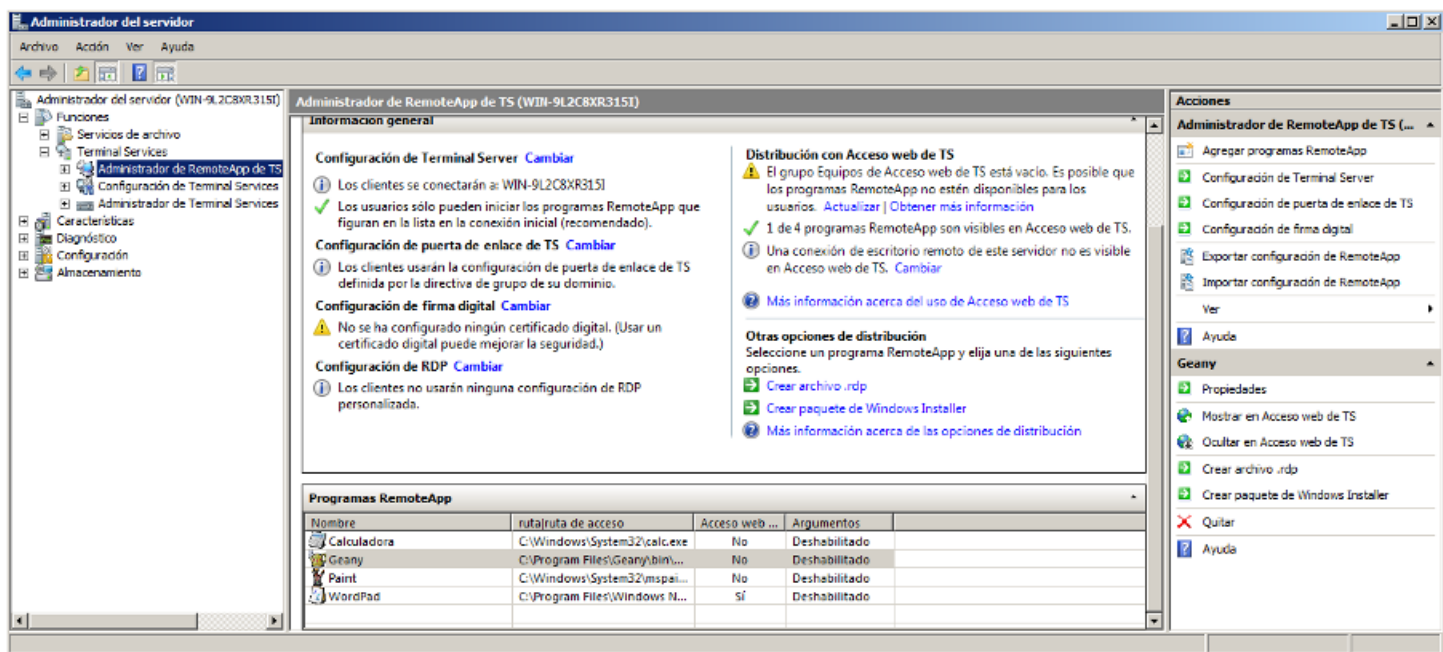 Administrador del servidor
Archivo Acción Ver Ayuda
Administrador del servidor (WIN-9L2C8XR315I)
Funciones
Servicios de archivo
Terminal Services
Administrador de RemoteApp de TS
Configuración de Terminal Services
Administrador de Terminal Services
Características
Diagnóstico
Configuración
Almacenamiento
Administrador de RemoteApp de TS (WIN-9L2C8XR315I)
Información general
Configuración de Terminal Server Cambiar
Los clientes se conectarán a: WIN-9L2C8XR315I
Los usuarios sólo pueden iniciar los programas RemoteApp que
figuran en la lista en la conexión inicial (recomendado).
Configuración de puerta de enlace de TS Cambiar
Los clientes usarán la configuración de puerta de enlace de TS
definida por la directiva de grupo de su dominio.
Configuración de firma digital Cambiar
No se ha configurado ningún certificado digital. (Usar un
certificado digital puede mejorar la seguridad.)
Configuración de RDP Cambiar
Los clientes no usarán ninguna configuración de RDP
personalizada.
Distribución con Acceso web de TS
El grupo Equipos de Acceso web de TS está vacío. Es posible que
los programas RemoteApp no estén disponibles para los
usuarios. Actualizar | Obtener más información
1 de 4 programas RemoteApp son visibles en Acceso web de TS.
Una conexión de escritorio remoto de este servidor no es visible
en Acceso web de TS. Cambiar
Más información acerca del uso de Acceso web de TS
Otras opciones de distribución
Seleccione un programa RemoteApp y elija una de las siguientes
opciones.
Crear archivo .rdp
Crear paquete de Windows Installer
Más información acerca de las opciones de distribución
Programas RemoteApp
Nombre ruta|ruta de acceso Acceso web ... Argumentos
Calculadora C:\Windows\System32\calc.exe No Deshabilitado
Geany C:\Program Files\Geany\bin\... No Deshabilitado
Paint C:\Windows\System32\mspai... No Deshabilitado
WordPad C:\Program Files\Windows N... Sí Deshabilitado
Acciones
Administrador de RemoteApp de TS (...
Agregar programas RemoteApp
Configuración de Terminal Server
Configuración de puerta de enlace de TS
Configuración de firma digital
Exportar configuración de RemoteApp
Importar configuración de RemoteApp
Ver
Ayuda
Geany
Propiedades
Mostrar en Acceso web de TS
Ocultar en Acceso web de TS
Crear archivo .rdp
Crear paquete de Windows Installer
Quitar
Ayuda